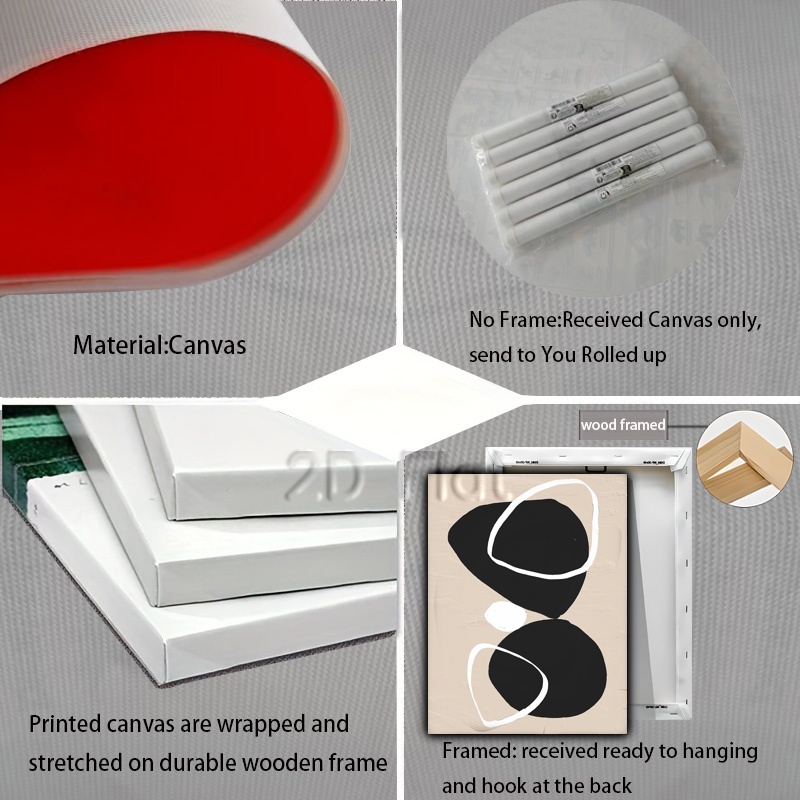 Material:Canvas
No Frame:Received Canvas only,
send to You Rolled up
2D Flat
wood framed
Printed canvas are wrapped and
stretched on durable wooden frame
Framed: received ready to hanging
and hook at the back